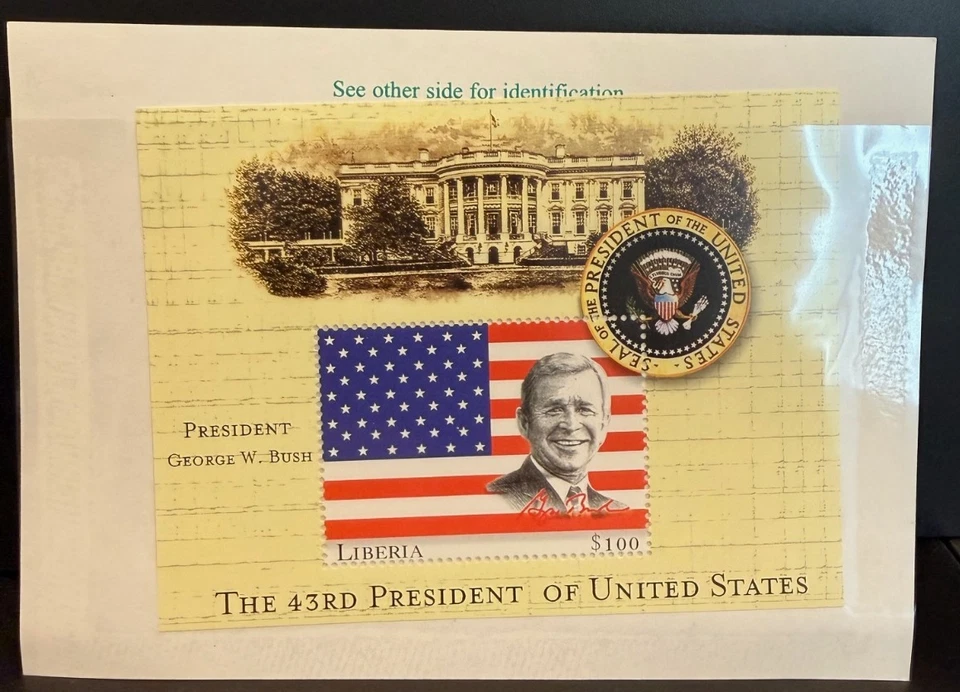 See other side for identification
SEAL OF THE PRESIDENT OF THE UNITED STATES
PRESIDENT
GEORGE W. BUSH
LIBERIA
$100
THE 43RD PRESIDENT OF UNITED STATES